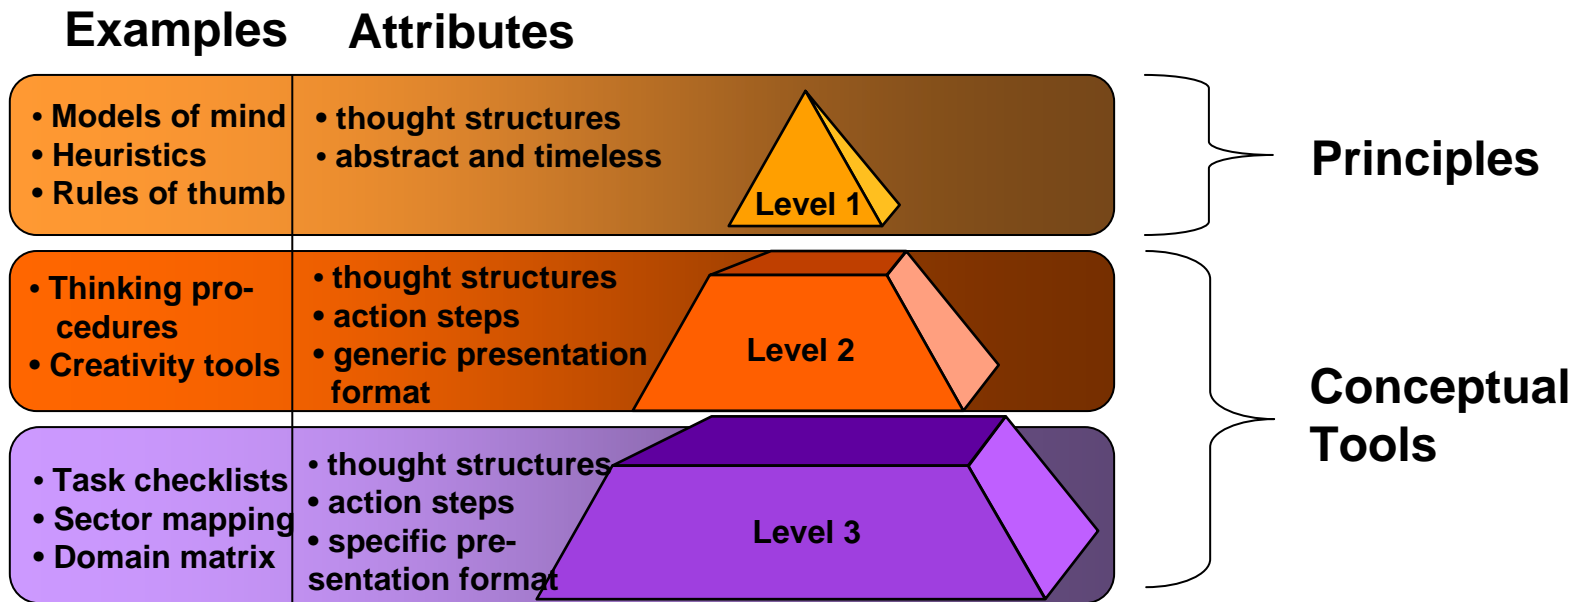 Examples Attributes
• Models of mind
• Heuristics
• Rules of thumb
• thought structures
• abstract and timeless
Level 1
Principles
• Thinking pro-
cedures
• Creativity tools
• thought structures
• action steps
• generic presentation
format
Level 2
Conceptual
Tools
• Task checklists
• Sector mapping
• Domain matrix
• thought structures
• action steps
• specific pre-
sentation format
Level 3